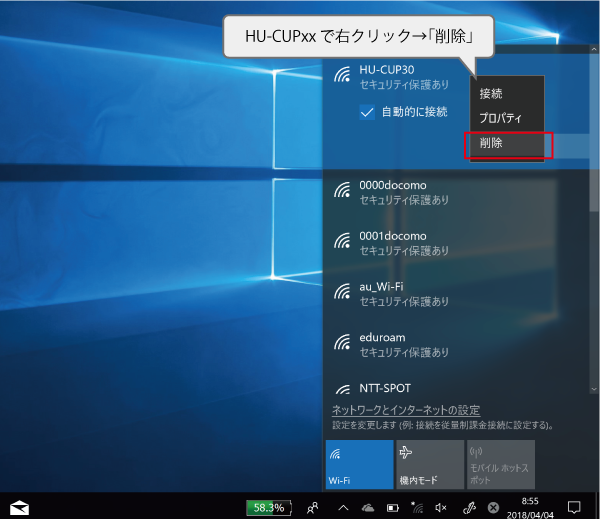 HU-CUPxx で右クリック→「削除」
HU-CUP30
セキュリティ保護あり
自動的に接続
接続
プロパティ
削除
0000docomo
セキュリティ保護あり
0001docomo
セキュリティ保護あり
au_Wi-Fi
セキュリティ保護あり
eduroam
セキュリティ保護あり
NTT-SPOT
ネットワークとインターネットの設定
設定を変更します (例: 接続を従量制課金接続に設定する)。
Wi-Fi
機内モード
モバイル ホットス
ポット
58.3%
8:55
2018/04/04